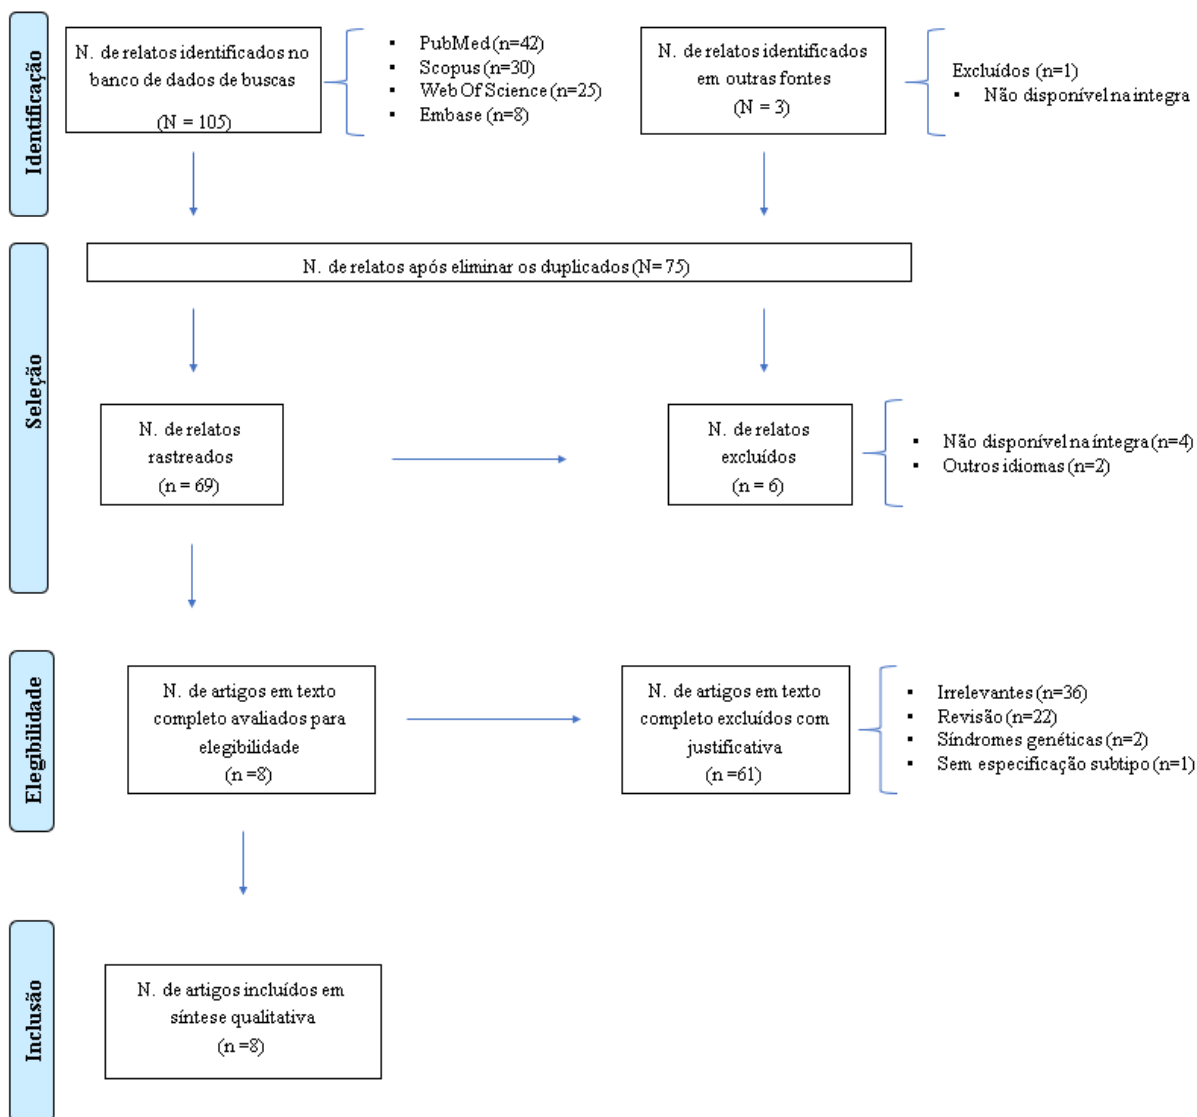 Identificação
N. de relatos identificados no
banco de dados de buscas
(N = 105)
▪ PubMed (n=42)
▪ Scopus (n=30)
▪ Web Of Science (n=25)
▪ Embase (n=8)
N. de relatos identificados
em outras fontes
(N = 3)
Excluídos (n=1)
▪ Não disponível na integra
Seleção
N. de relatos após eliminar os duplicados (N= 75)
N. de relatos
rastreados
(n = 69)
N. de relatos
excluídos
(n = 6)
▪ Não disponível na íntegra (n=4)
▪ Outros idiomas (n=2)
Elegibilidade
N. de artigos em texto
completo avaliados para
elegibilidade
(n =8)
N. de artigos em texto
completo excluídos com
justificativa
(n =61)
▪ Irrelevantes (n=36)
▪ Revisão (n=22)
▪ Síndromes genéticas (n=2)
▪ Sem especificação subtipo (n=1)
Inclusão
N. de artigos incluídos em
síntese qualitativa
(n =8)